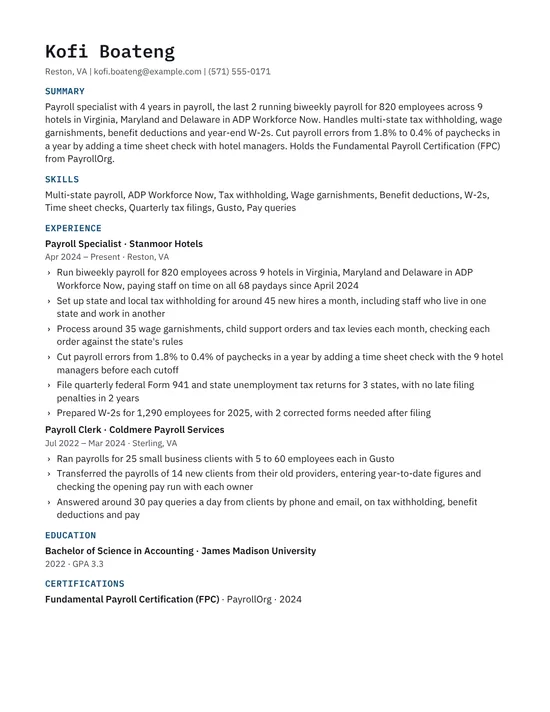 Kofi Boateng
Reston, VA | kofi.boateng@example.com | (571) 555-0171
SUMMARY
Payroll specialist with 4 years in payroll, the last 2 running biweekly payroll for 820 employees across 9
hotels in Virginia, Maryland and Delaware in ADP Workforce Now. Handles multi-state tax withholding, wage
garnishments, benefit deductions and year-end W-2s. Cut payroll errors from 1.8% to 0.4% of paychecks in
a year by adding a time sheet check with hotel managers. Holds the Fundamental Payroll Certification (FPC)
from PayrollOrg.
SKILLS
Multi-state payroll, ADP Workforce Now, Tax withholding, Wage garnishments, Benefit deductions, W-2s,
Time sheet checks, Quarterly tax filings, Gusto, Pay queries
EXPERIENCE
Payroll Specialist · Stanmoor Hotels
Apr 2024 – Present · Reston, VA
› Run biweekly payroll for 820 employees across 9 hotels in Virginia, Maryland and Delaware in ADP
Workforce Now, paying staff on time on all 68 paydays since April 2024
› Set up state and local tax withholding for around 45 new hires a month, including staff who live in one
state and work in another
› Process around 35 wage garnishments, child support orders and tax levies each month, checking each
order against the state's rules
› Cut payroll errors from 1.8% to 0.4% of paychecks in a year by adding a time sheet check with the 9 hotel
managers before each cutoff
› File quarterly federal Form 941 and state unemployment tax returns for 3 states, with no late filing
penalties in 2 years
› Prepared W-2s for 1,290 employees for 2025, with 2 corrected forms needed after filing
Payroll Clerk · Coldmere Payroll Services
Jul 2022 – Mar 2024 · Sterling, VA
› Ran payrolls for 25 small business clients with 5 to 60 employees each in Gusto
› Transferred the payrolls of 14 new clients from their old providers, entering year-to-date figures and
checking the opening pay run with each owner
› Answered around 30 pay queries a day from clients by phone and email, on tax withholding, benefit
deductions and pay
EDUCATION
Bachelor of Science in Accounting · James Madison University
2022 · GPA 3.3
CERTIFICATIONS
Fundamental Payroll Certification (FPC) · PayrollOrg · 2024